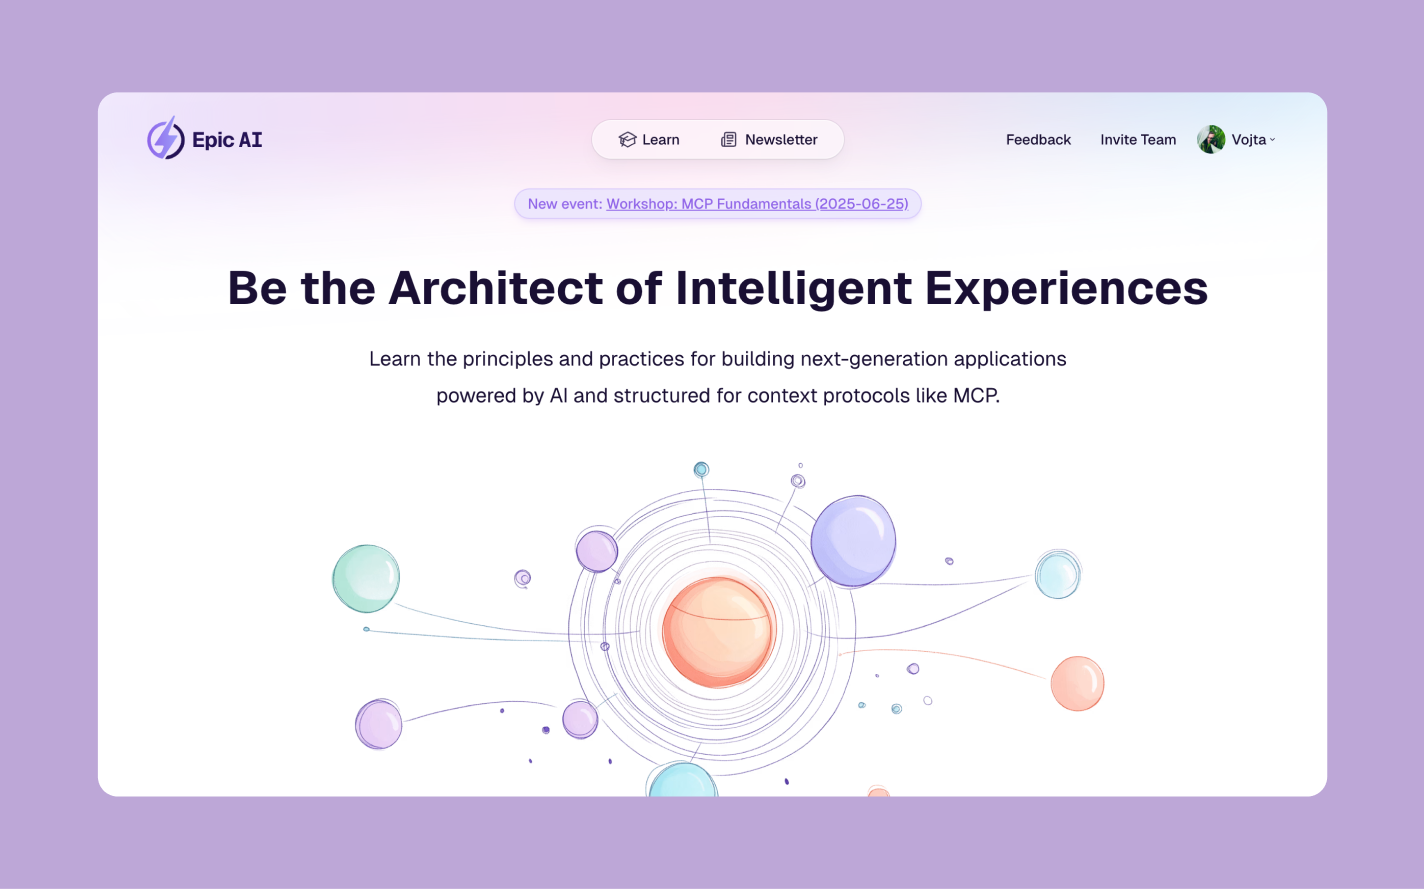 Epic AI
Learn
Newsletter
Feedback
Invite Team
Vojta
New event: Workshop: MCP Fundamentals (2025-06-25)
Be the Architect of Intelligent Experiences
Learn the principles and practices for building next-generation applications
powered by AI and structured for context protocols like MCP.